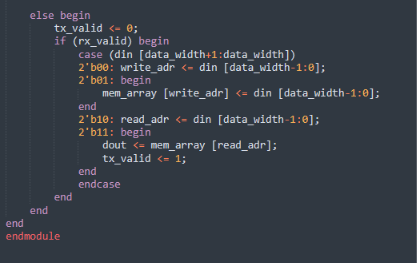 else begin
tx_valid <= 0;
if (rx_valid) begin
case (din [data_width+1:data_width])
2'b00: write_adr <= din [data_width-1:0];
2'b01: begin
mem_array [write_adr] <= din [data_width-1:0];
end
2'b10: read_adr <= din [data_width-1:0];
2'b11: begin
dout <= mem_array [read_adr];
tx_valid <= 1;
end
endcase
end
end
end
endmodule